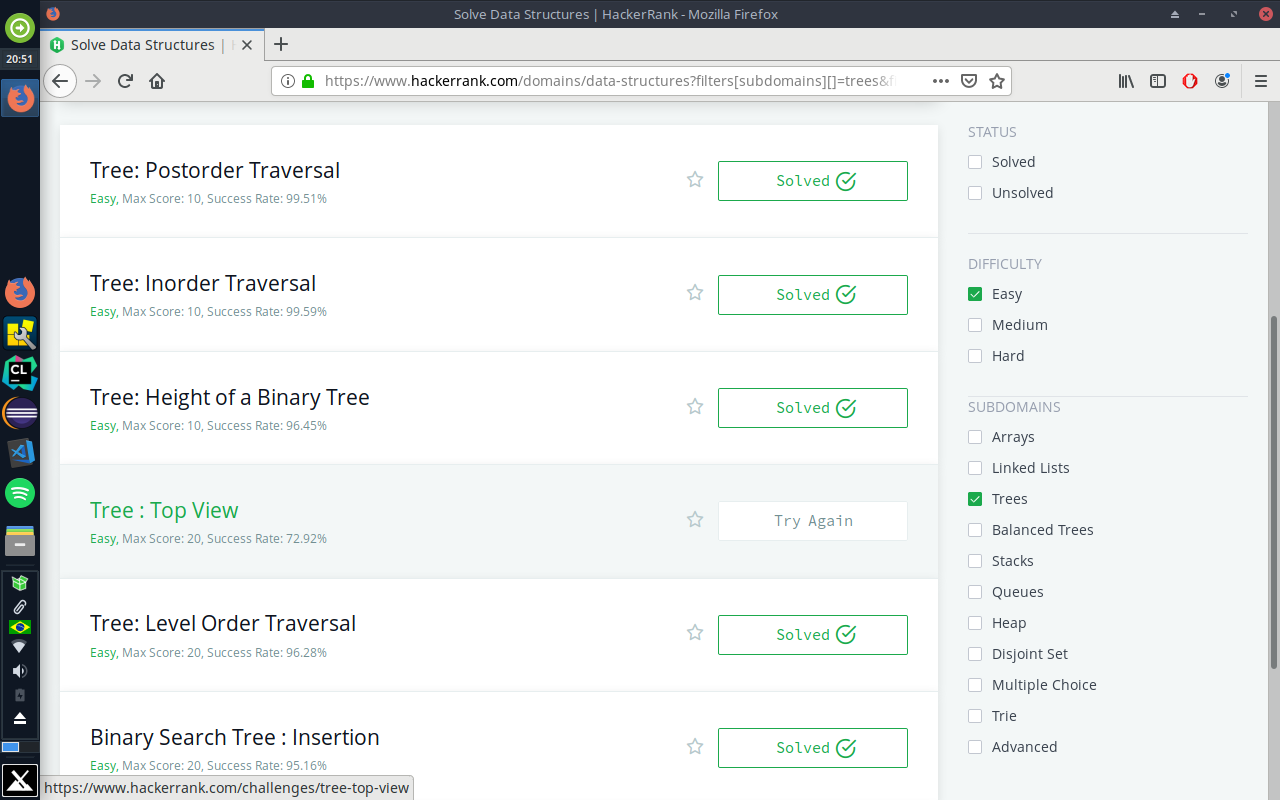 Solve Data Structures | HackerRank - Mozilla Firefox
20:51
Solve Data Structures |
https://www.hackerrank.com/domains/data-structures?filters[subdomains][]=trees&f
Tree: Postorder Traversal
Easy, Max Score: 10, Success Rate: 99.51%
Solved
Tree: Inorder Traversal
Easy, Max Score: 10, Success Rate: 99.59%
Solved
Tree: Height of a Binary Tree
Easy, Max Score: 10, Success Rate: 96.45%
Solved
Tree : Top View
Easy, Max Score: 20, Success Rate: 72.92%
Try Again
Tree: Level Order Traversal
Easy, Max Score: 20, Success Rate: 96.28%
Solved
Binary Search Tree : Insertion
Easy, Max Score: 20, Success Rate: 95.16%
Solved
STATUS
Solved
Unsolved
DIFFICULTY
Easy
Medium
Hard
SUBDOMAINS
Arrays
Linked Lists
Trees
Balanced Trees
Stacks
Queues
Heap
Disjoint Set
Multiple Choice
Trie
Advanced
CL
https://www.hackerrank.com/challenges/tree-top-view